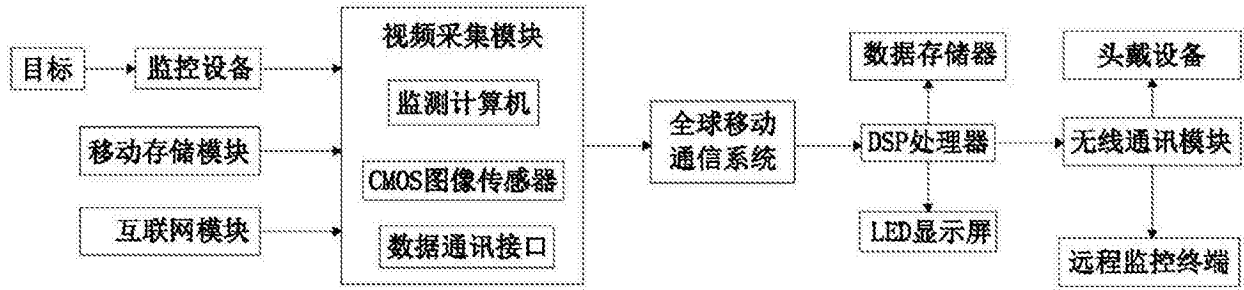 目标
监控设备
移动存储模块
互联网模块
视频采集模块
监测计算机
CMOS图像传感器
数据通讯接口
全球移动
通信系统
数据存储器
DSP处理器
LED显示屏
头戴设备
无线通讯模块
远程监控终端